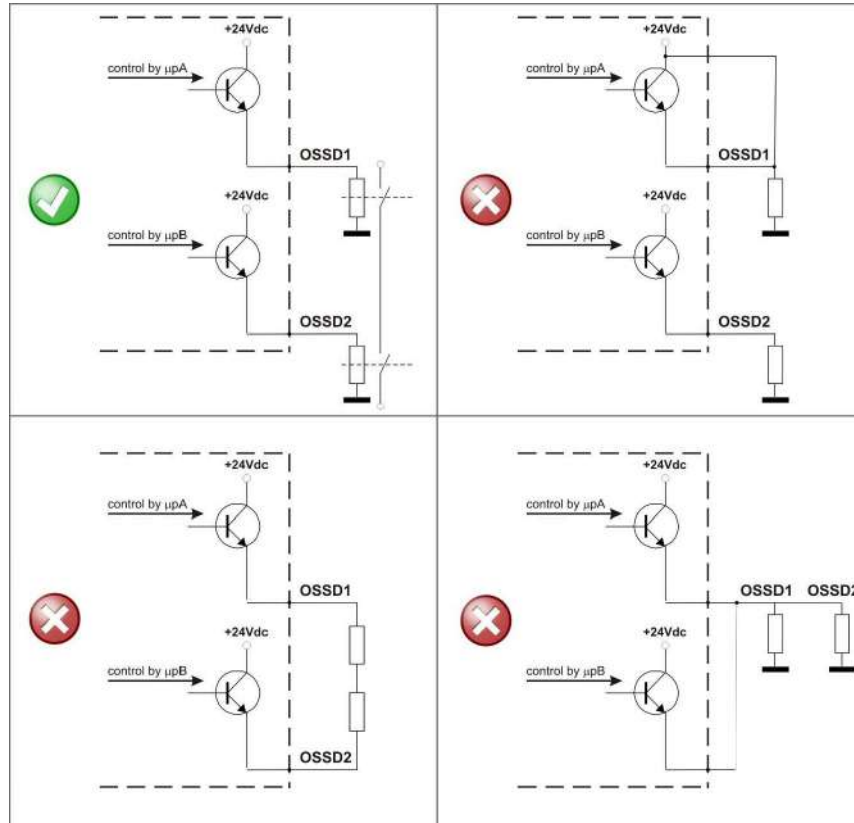 +24Vdc
control by µpA
OSSD1
+24Vdc
control by µpB
OSSD2
+24Vdc
control by µpA
OSSD1
+24Vdc
control by µpB
OSSD2
+24Vdc
control by µpA
OSSD1
+24Vdc
control by µpB
OSSD2
+24Vdc
control by µpA
OSSD1 OSSD2
+24Vdc
control by µpB